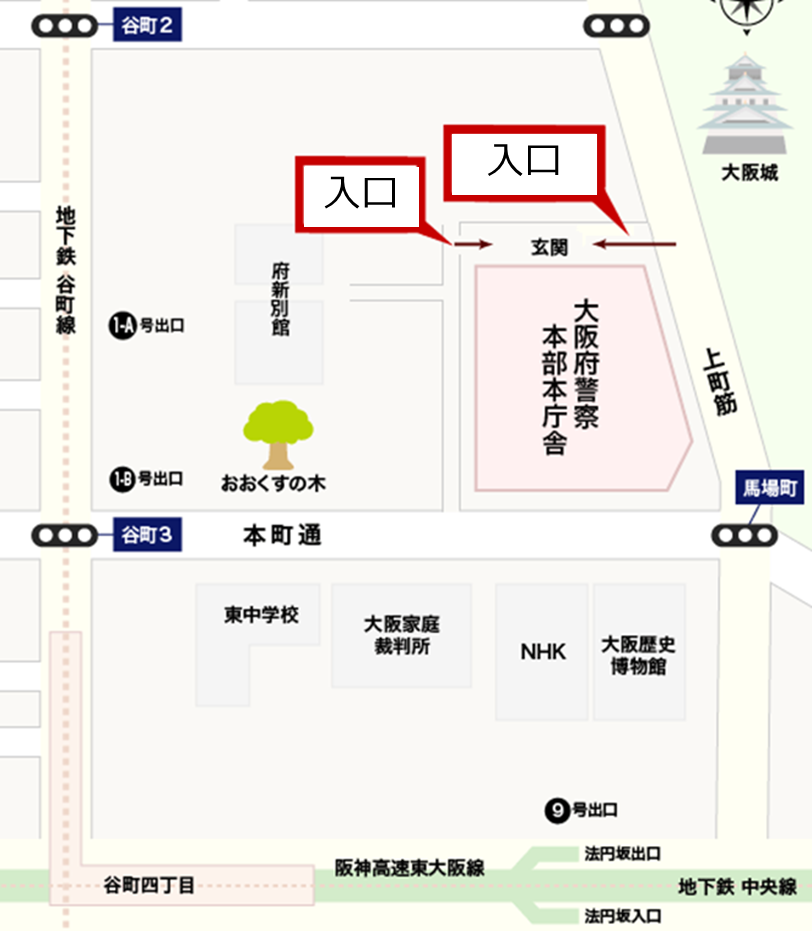 谷町2
大阪城
入口
入口
玄関
地下鉄 谷町線
府新別館
1-A号出口
大阪府警察
本部本庁舎
上町筋
1-B号出口
おおくすの木
馬場町
谷町3
本町通
東中学校
大阪家庭
裁判所
NHK
大阪歴史
博物館
9号出口
法円坂出口
阪神高速東大阪線
谷町四丁目
地下鉄 中央線
法円坂入口